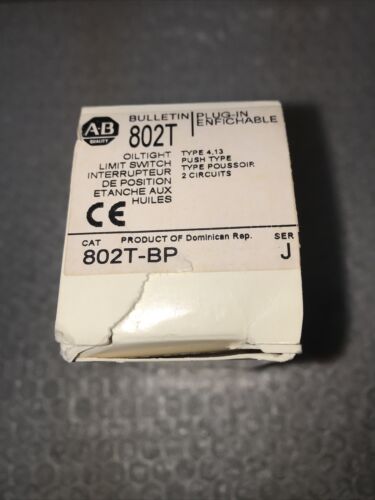 A-B
QUALITY
BULLETIN
802T
PLUG-IN
ENFICHABLE
OILTIGHT
LIMIT SWITCH
INTERRUPTEUR
DE POSITION
ETANCHE AUX
HUILES
TYPE 4,13
PUSH TYPE
TYPE POUSSOIR
2 CIRCUITS
CE
CAT PRODUCT OF Dominican Rep. SER
802T-BP J